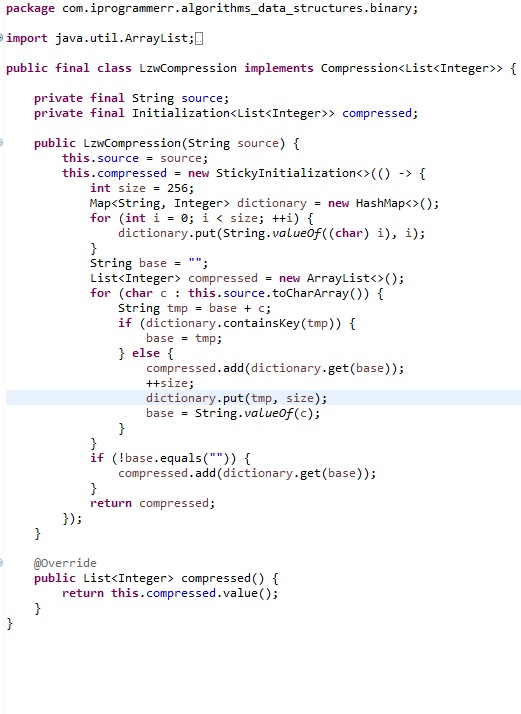 package com.iprogrammerr.algorithms_data_structures.binary;
import java.util.ArrayList;
public final class LzwCompression implements Compression<List<Integer>> {
private final String source;
private final Initialization<List<Integer>> compressed;
public LzwCompression(String source) {
this.source = source;
this.compressed = new StickyInitialization<>(() -> {
int size = 256;
Map<String, Integer> dictionary = new HashMap<>();
for (int i = 0; i < size; ++i) {
dictionary.put(String.valueOf((char) i), i);
}
String base = "";
List<Integer> compressed = new ArrayList<>();
for (char c : this.source.toCharArray()) {
String tmp = base + c;
if (dictionary.containsKey(tmp)) {
base = tmp;
} else {
compressed.add(dictionary.get(base));
++size;
dictionary.put(tmp, size);
base = String.valueOf(c);
}
}
if (!base.equals("")) {
compressed.add(dictionary.get(base));
}
return compressed;
});
}
@Override
public List<Integer> compressed() {
return this.compressed.value();
}
}